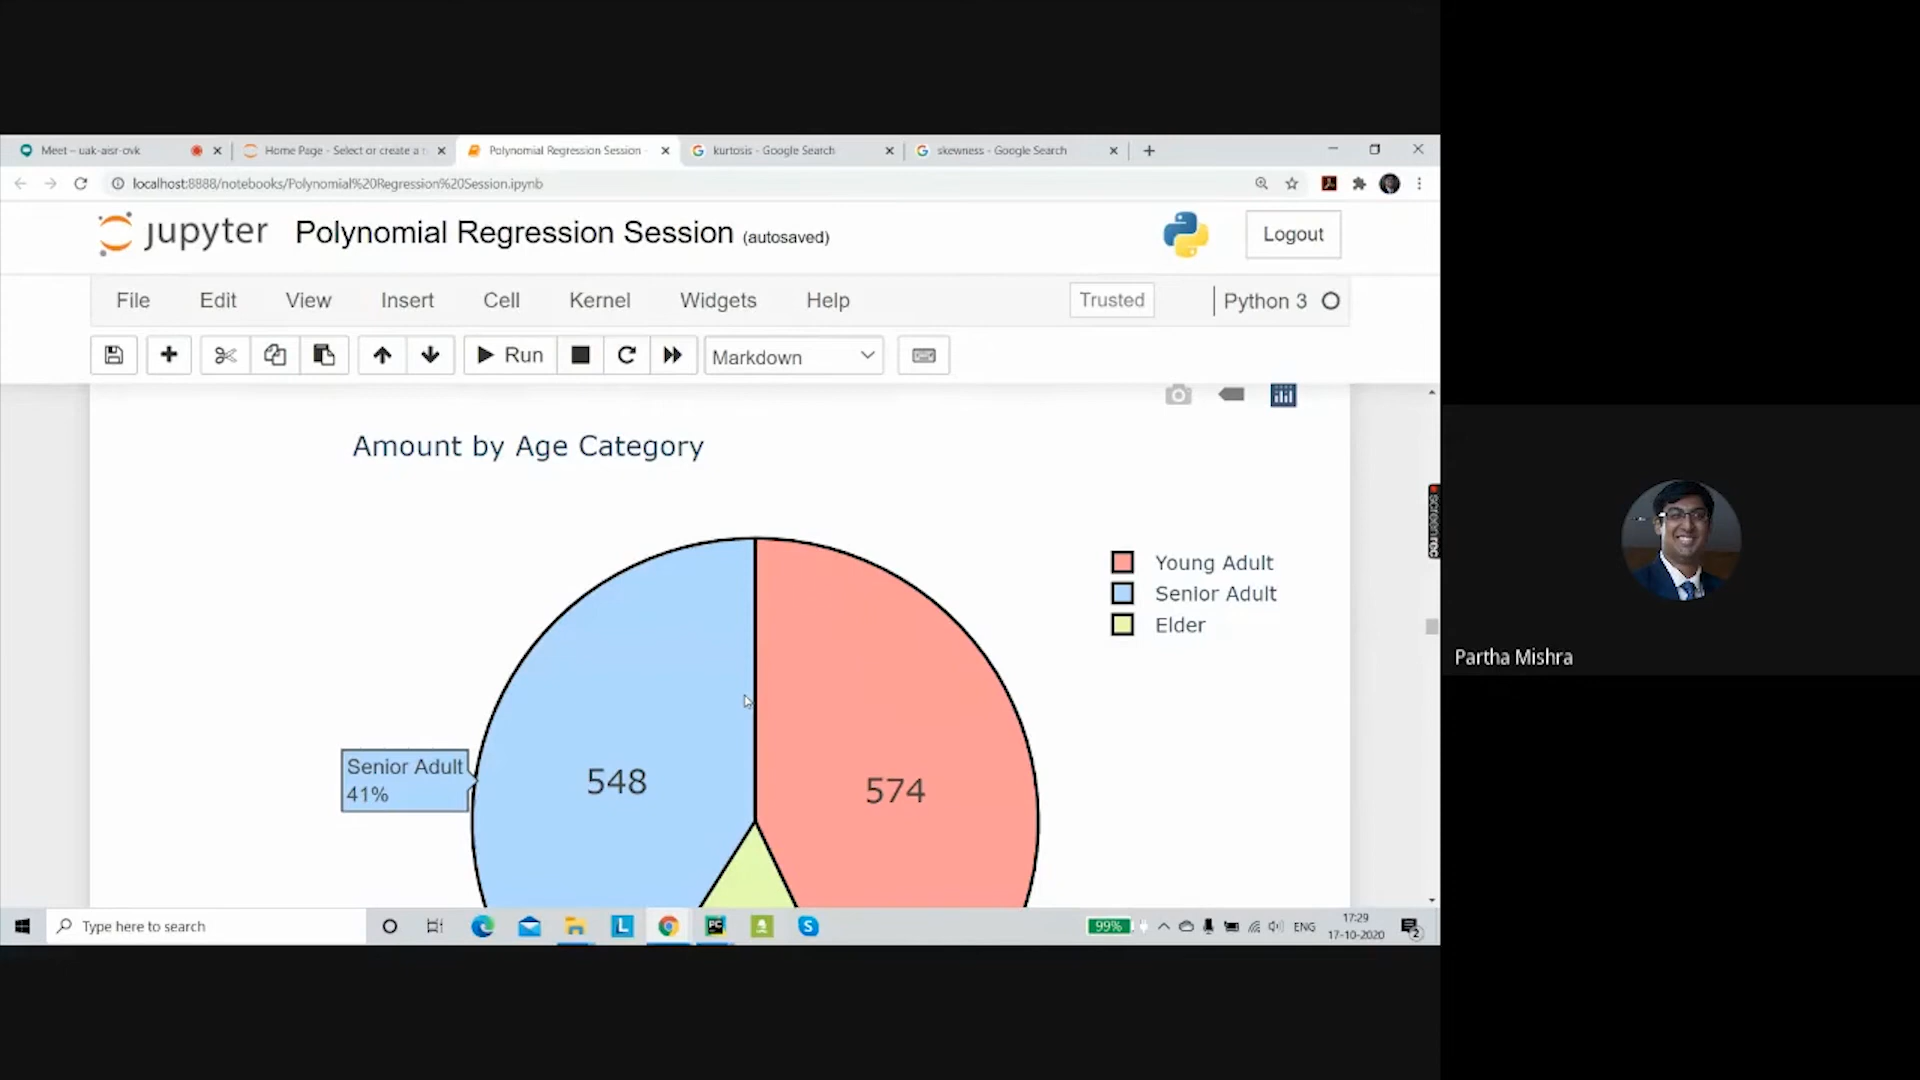 Meet – uak-aisr-ovk
Home Page - Select or create a
Polynomial Regression Session -
kurtosis - Google Search
skewness - Google Search
localhost:8888/notebooks/Polynomial%20Regression%20Session.ipynb
jupyter Polynomial Regression Session (autosaved)
Logout
File Edit View Insert Cell Kernel Widgets Help
Trusted
Python 3
Run
Markdown
Amount by Age Category
Young Adult
Senior Adult
Elder
Senior Adult
41%
548
574
screenrec
Partha Mishra
Type here to search
L
PC
S
99%
ENG
17:29
17-10-2020
2